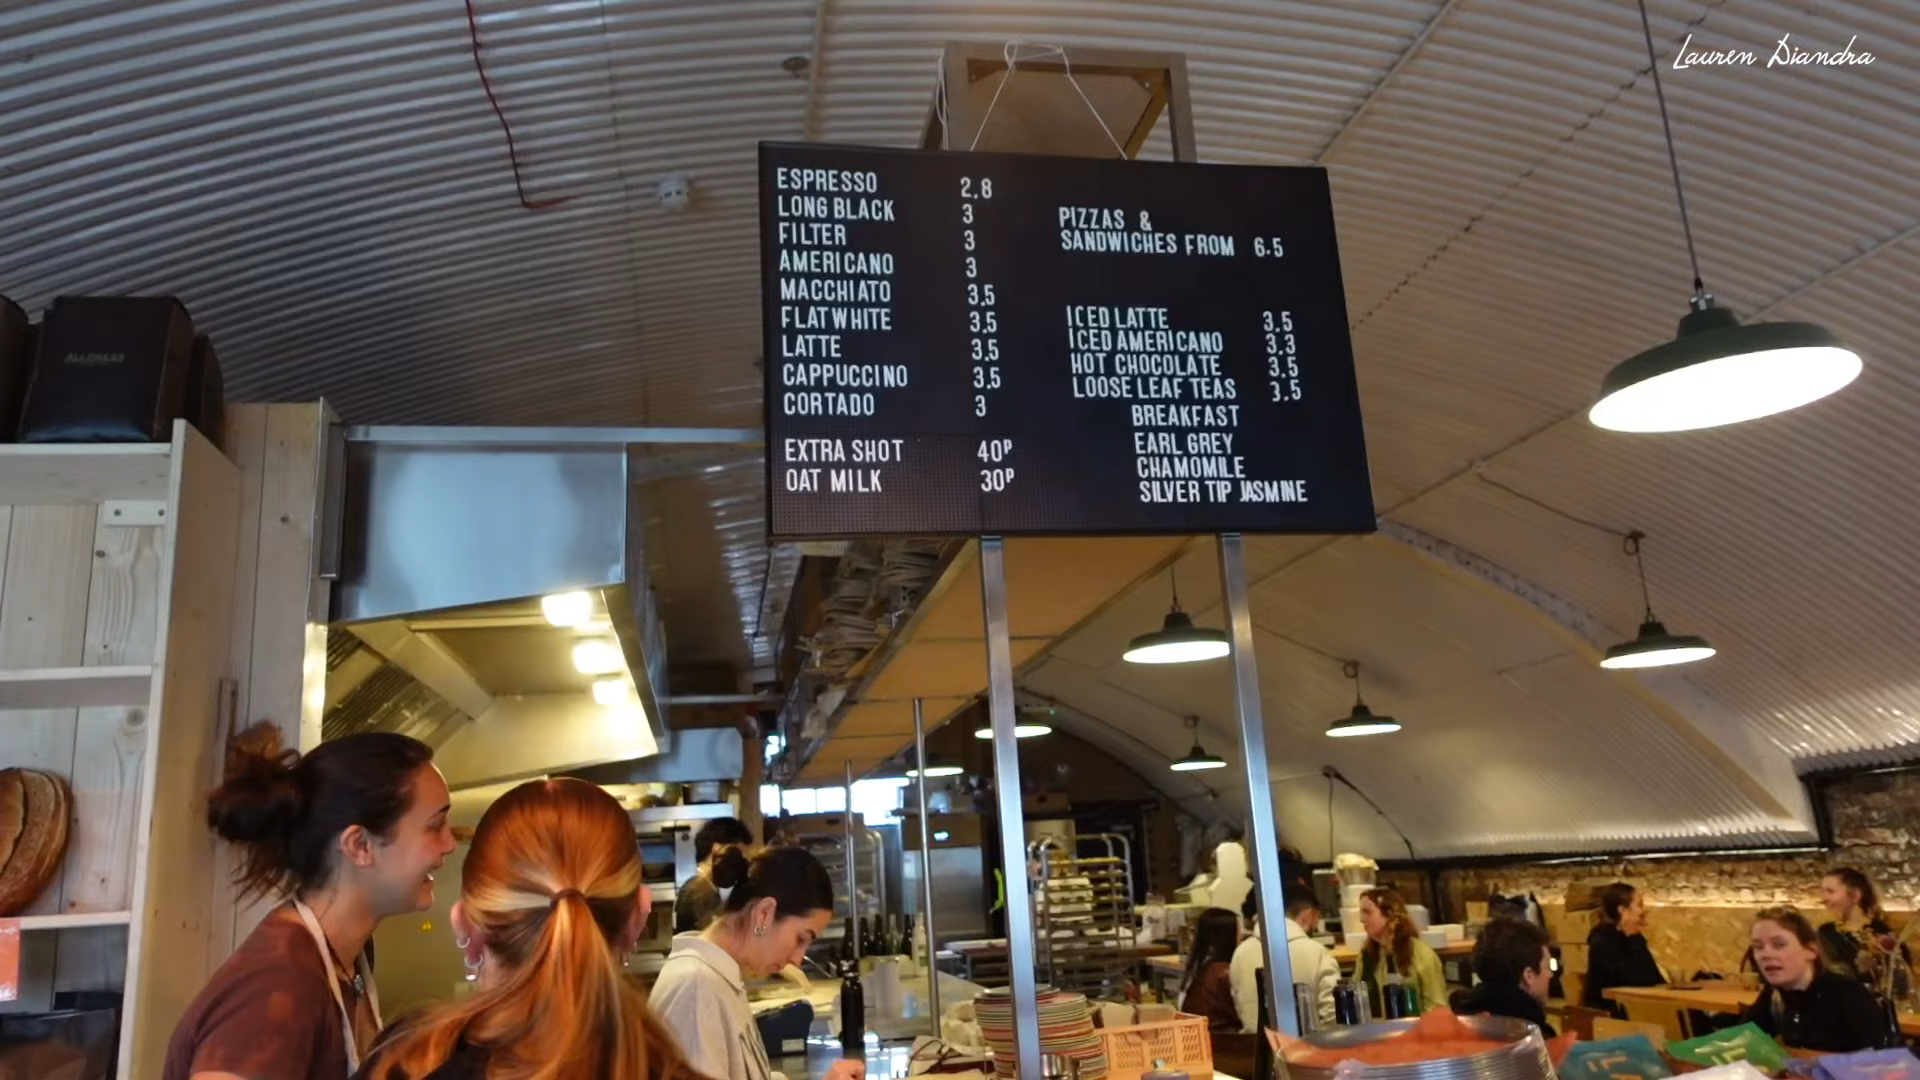 Lauren Diandra
ESPRESSO 2.8
LONG BLACK 3
FILTER 3
AMERICANO 3
MACCHIATO 3.5
FLAT WHITE 3.5
LATTE 3.5
CAPPUCCINO 3.5
CORTADO 3
EXTRA SHOT 40P
OAT MILK 30P
PIZZAS &
SANDWICHES FROM 6.5
ICED LATTE 3.5
ICED AMERICANO 3.3
HOT CHOCOLATE 3.5
LOOSE LEAF TEAS 3.5
BREAKFAST
EARL GREY
CHAMOMILE
SILVER TIP JASMINE